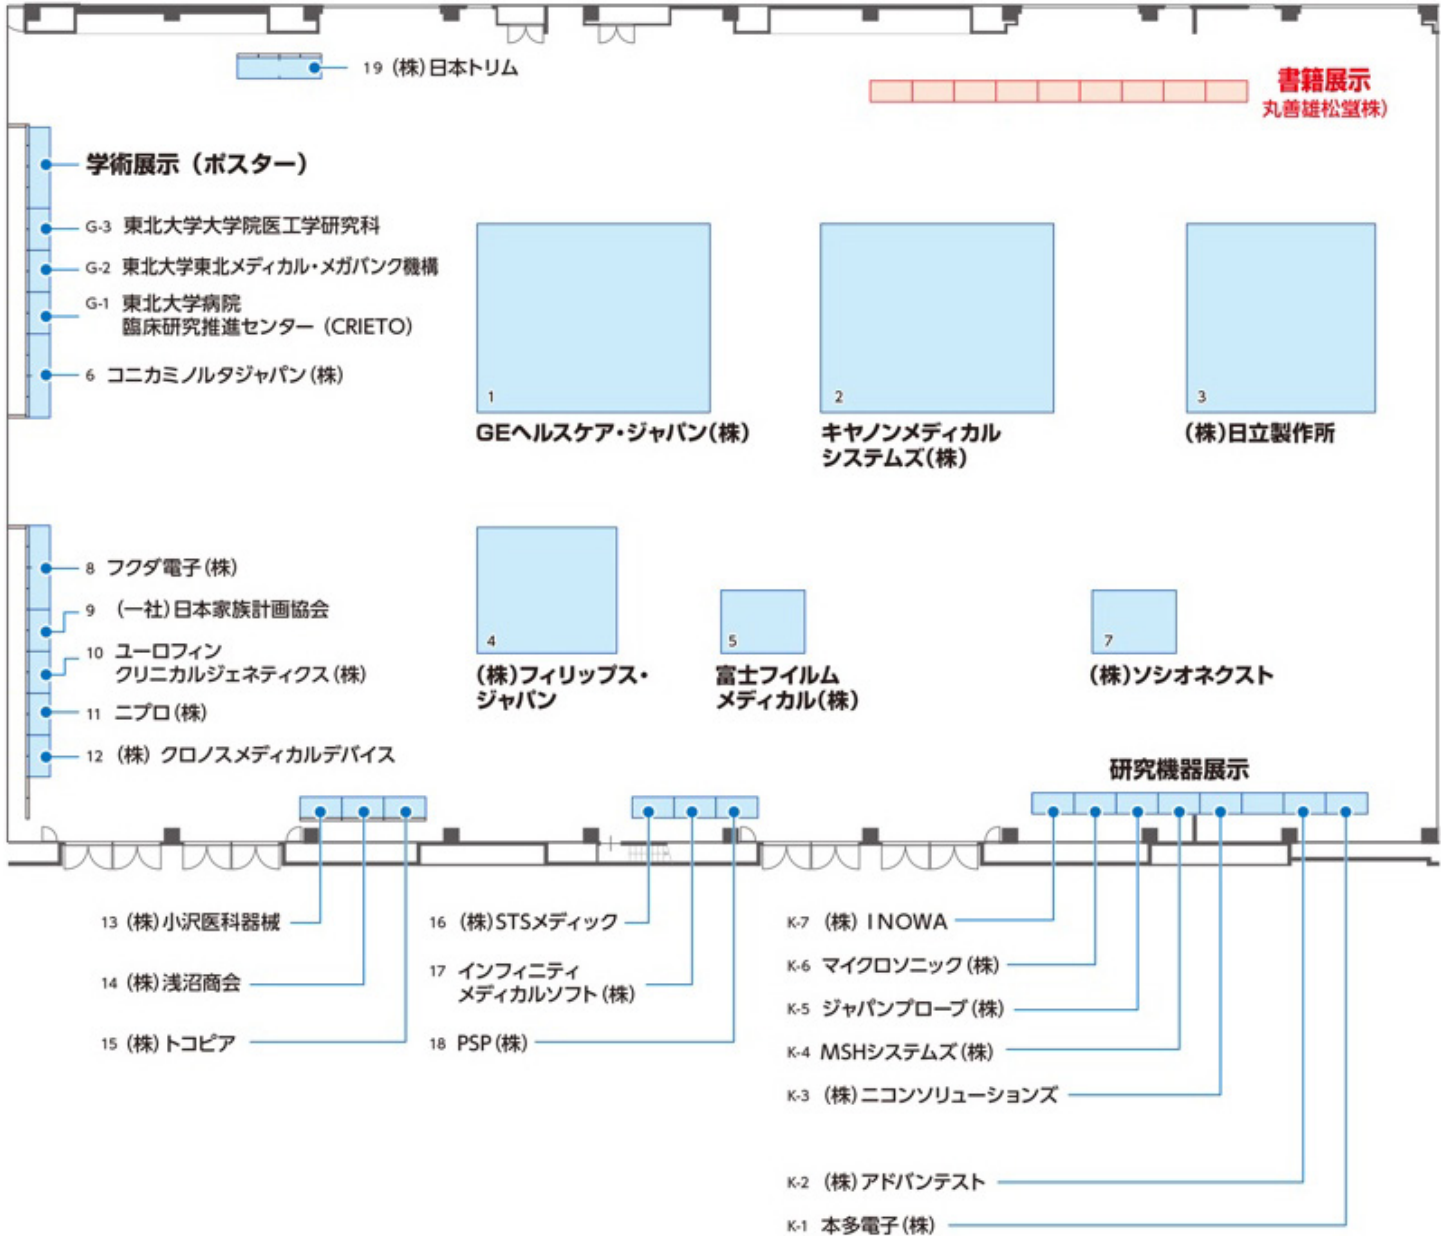 19 (株)日本トリム
書籍展示
丸善雄松堂(株)
学術展示（ポスター）
G-3 東北大学大学院医工学研究科
G-2 東北大学東北メディカル・メガバンク機構
G-1 東北大学病院
臨床研究推進センター（CRIETO）
6 コニカミノルタジャパン(株)
1
GEヘルスケア・ジャパン(株)
2
キヤノンメディカル
システムズ(株)
3
(株)日立製作所
8 フクダ電子(株)
9 (一社)日本家族計画協会
10 ユーロフィン
クリニカルジェネティクス(株)
11 ニプロ(株)
12 (株) クロノスメディカルデバイス
4
(株)フィリップス・
ジャパン
5
富士フイルム
メディカル(株)
7
(株)ソシオネクスト
研究機器展示
13 (株)小沢医科器械
14 (株)浅沼商会
15 (株)トコピア
16 (株)STSメディック
17 インフィニティ
メディカルソフト(株)
18 PSP(株)
K-7 (株) INOWA
K-6 マイクロソニック(株)
K-5 ジャパンプローブ(株)
K-4 MSHシステムズ(株)
K-3 (株)ニコンソリューションズ
K-2 (株)アドバンテスト
K-1 本多電子(株)